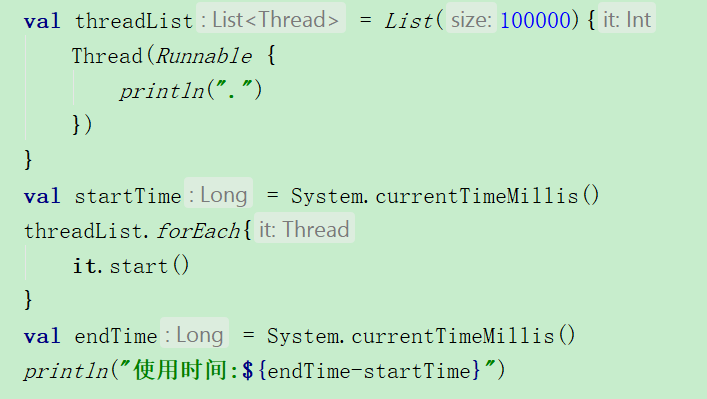 val threadList : List<Thread> = List( size: 100000) { it: Int
Thread(Runnable {
println(".")
})
}
val startTime : Long = System.currentTimeMillis()
threadList.forEach{ it: Thread
it.start()
}
val endTime : Long = System.currentTimeMillis()
println("使用时间:${endTime-startTime}")